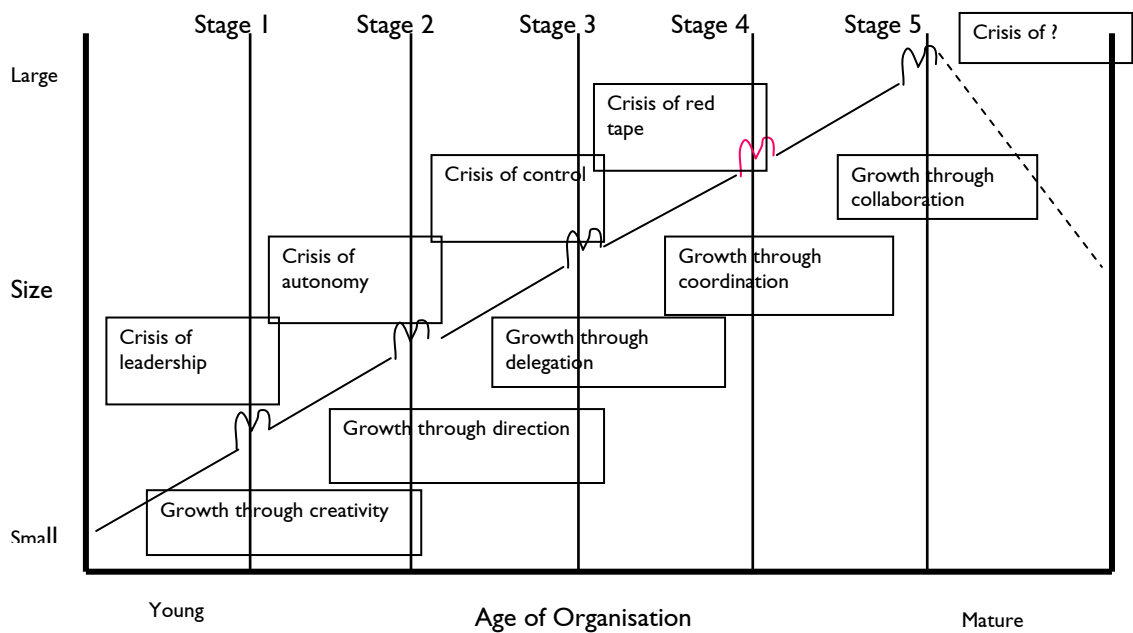 Stage 1
Stage 2
Stage 3
Stage 4
Stage 5
Crisis of ?
Large
Crisis of red
tape
Crisis of control
Growth through
collaboration
Crisis of
autonomy
Growth through
coordination
Size
Crisis of
leadership
Growth through
delegation
Growth through direction
Growth through creativity
Small
Young
Age of Organisation
Mature